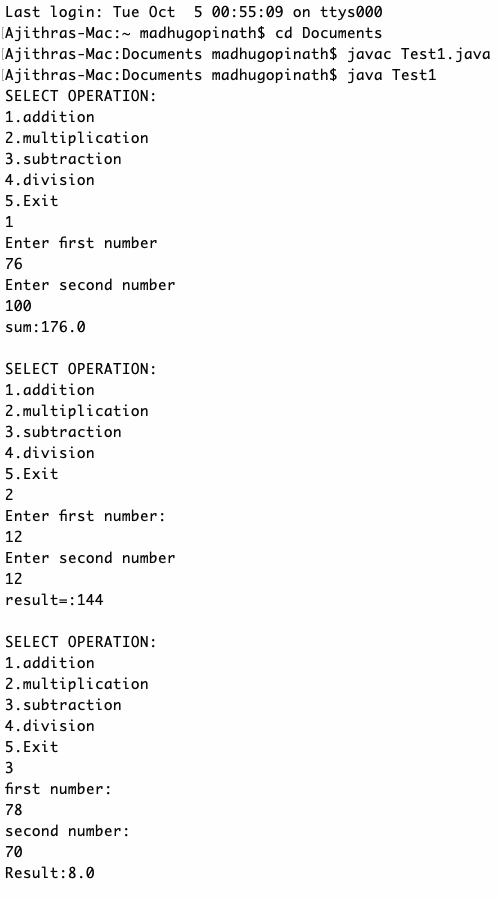 Last login: Tue Oct  5 00:55:09 on ttys000
Ajithras-Mac:~ madhugopinath$ cd Documents
[Ajithras-Mac:Documents madhugopinath$ javac Test1.java
[Ajithras-Mac:Documents madhugopinath$ java Test1
SELECT OPERATION:
1.addition
2.multiplication
3.subtraction
4.division
5.Exit
1
Enter first number
76
Enter second number
100
sum:176.0

SELECT OPERATION:
1.addition
2.multiplication
3.subtraction
4.division
5.Exit
2
Enter first number:
12
Enter second number
12
result=:144

SELECT OPERATION:
1.addition
2.multiplication
3.subtraction
4.division
5.Exit
3
first number:
78
second number:
70
Result:8.0